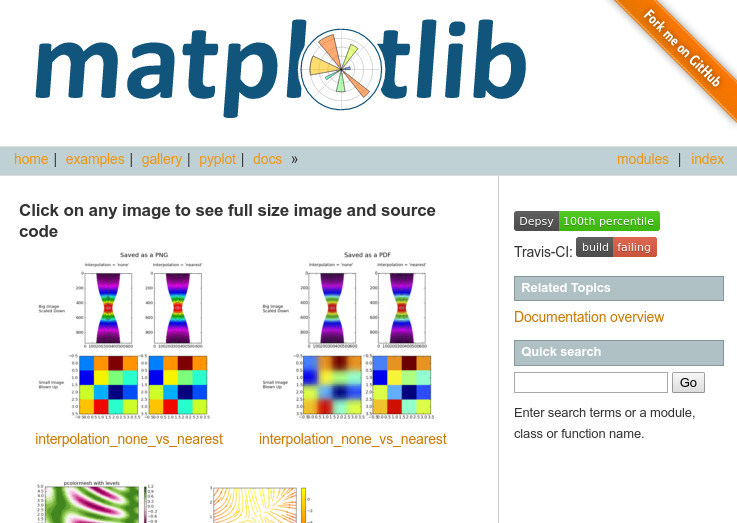 matplotlib
Fork me on GitHub
home | examples | gallery | pyplot | docs »
modules | index
Click on any image to see full size image and source
code
Saved as a PNG
Interpolation = 'none'
Interpolation = 'nearest'
Big Image
Scaled Down
Small Image
Blown Up
Saved as a PDF
Interpolation = 'none'
Interpolation = 'nearest'
Big Image
Scaled Down
Small Image
Blown Up
interpolation_none_vs_nearest
interpolation_none_vs_nearest
pcolormesh with levels
Depsy 100th percentile
Travis-CI: build failing
Related Topics
Documentation overview
Quick search
Go
Enter search terms or a module,
class or function name.